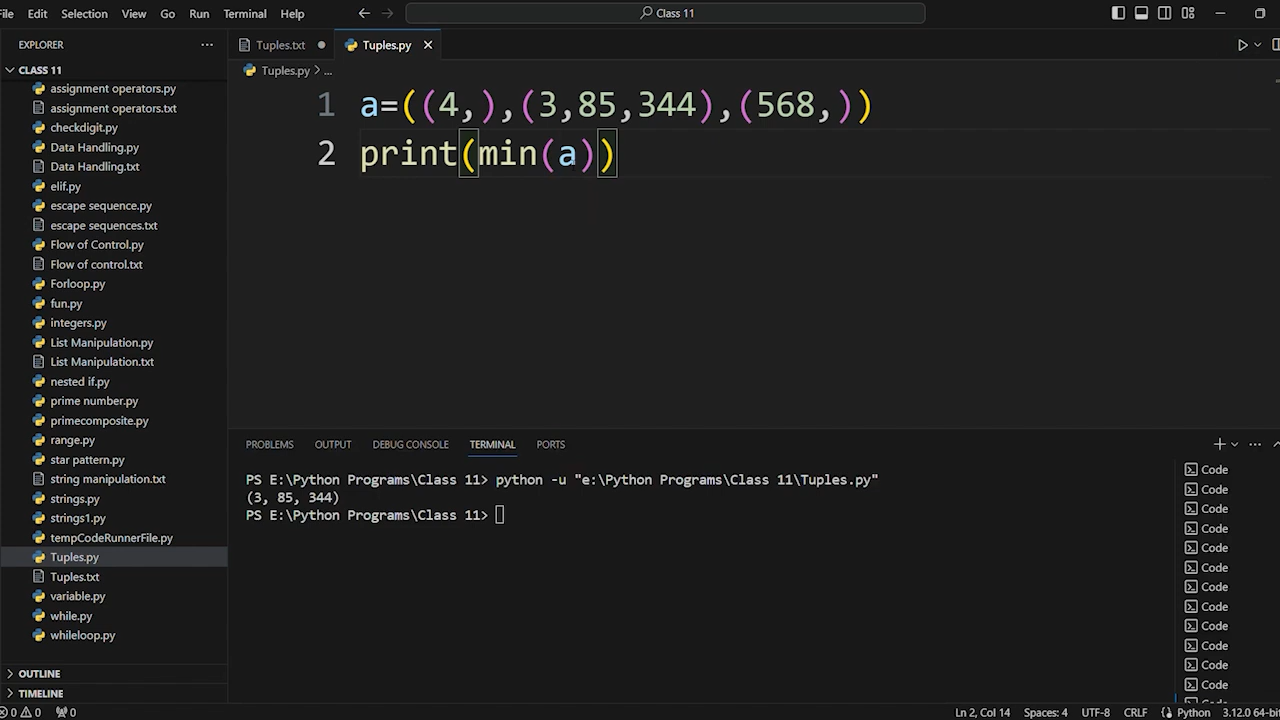 File Edit Selection View Go Run Terminal Help
Class 11
EXPLORER
Tuples.txt
Tuples.py
CLASS 11
Tuples.py > ...
assignment operators.py
assignment operators.txt
checkdigit.py
Data Handling.py
Data Handling.txt
elif.py
escape sequence.py
escape sequences.txt
Flow of Control.py
Flow of control.txt
Forloop.py
fun.py
integers.py
List Manipulation.py
List Manipulation.txt
nested if.py
prime number.py
primecomposite.py
range.py
star pattern.py
string manipulation.txt
strings.py
strings1.py
tempCodeRunnerFile.py
Tuples.py
Tuples.txt
variable.py
while.py
whileloop.py
OUTLINE
TIMELINE
1 a=((4,),(3,85,344),(568,))
2 print(min(a))
PROBLEMS OUTPUT DEBUG CONSOLE TERMINAL PORTS
PS E:\Python Programs\Class 11> python -u "e:\Python Programs\Class 11\Tuples.py"
(3, 85, 344)
PS E:\Python Programs\Class 11>
Code
Code
Code
Code
Code
Code
Code
Code
Code
Code
Code
Code
0 0 0
Ln 2, Col 14 Spaces: 4 UTF-8 CRLF Python 3.12.0 64-bit